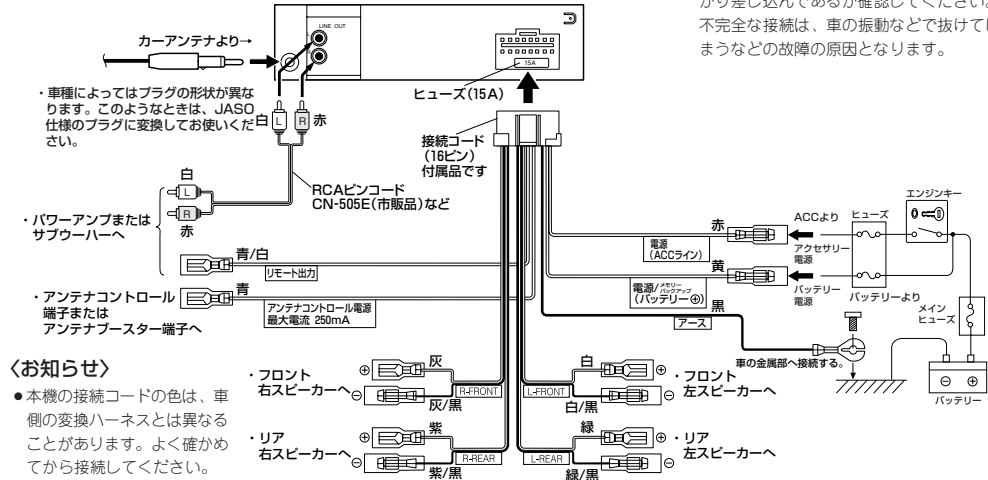 かり差し込んであるか確認してください。
不完全な接続は、車の振動などで抜けてし
まうなどの故障の原因となります。
LINE OUT
カーアンテナより→
15A
ヒューズ(15A)
・車種によってはプラグの形状が異な
ります。このようなときは、JASO
仕様のプラグに変換してお使いくだ
さい。
白
L
R
赤
接続コード
(16ピン)
付属品です
RCAピンコード
CN-505E(市販品)など
白
L
R
赤
・パワーアンプまたは
サブウーハーへ
青/白
リモート出力
青
アンテナコントロール電源
最大電流 250mA
・アンテナコントロール
端子または
アンテナブースター端子へ
赤
電源
(ACCライン)
黄
電源/メモリーバックアップ
(バッテリー⊕)
黒
アース
ACCより
アクセサリー
電源
バッテリー
電源
ヒューズ
エンジンキー
バッテリーより
メイン
ヒューズ
車の金属部へ接続する。
⊖ ⊕
バッテリー
〈お知らせ〉
●本機の接続コードの色は、車
側の変換ハーネスとは異なる
ことがあります。よく確かめ
てから接続してください。
・フロント
右スピーカーへ
⊕
灰
⊖
灰/黒
R-FRONT
・リア
右スピーカーへ
⊕
紫
⊖
紫/黒
R-REAR
白
⊕
L-FRONT
白/黒
⊖
・フロント
左スピーカーへ
緑
⊕
L-REAR
緑/黒
⊖
・リア
左スピーカーへ